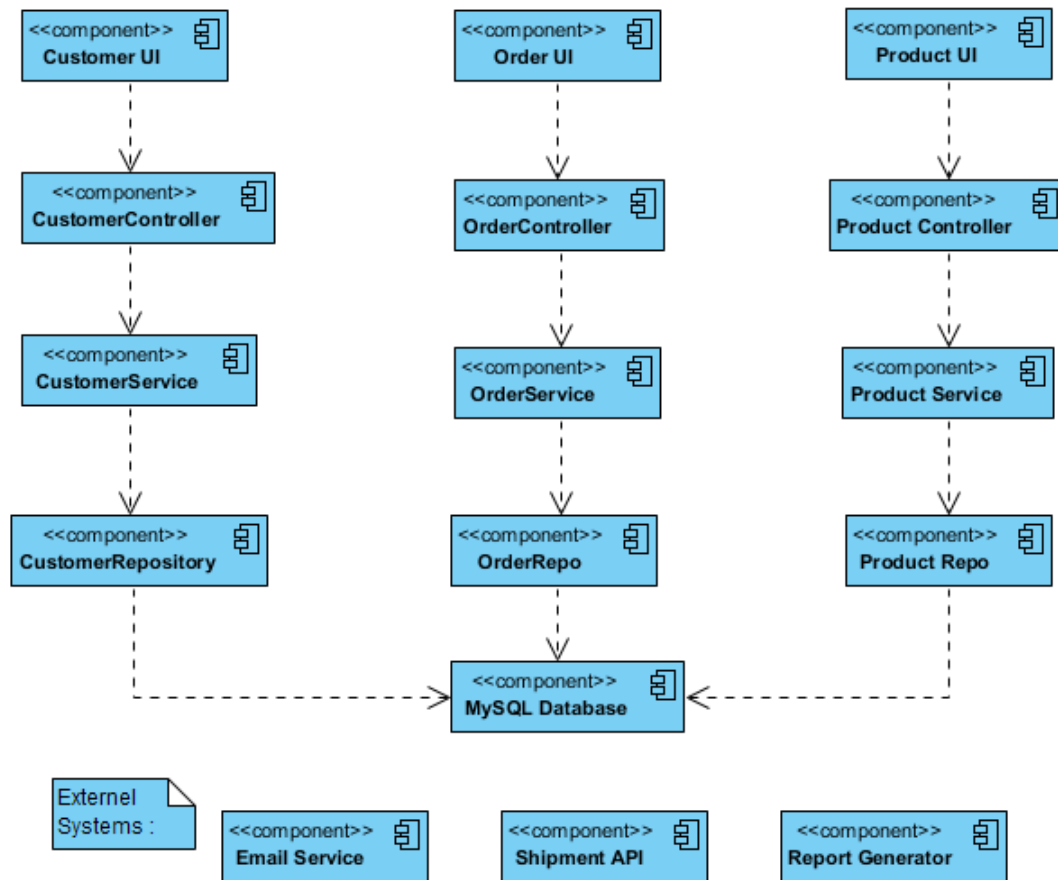 <<component>>
Customer UI
<<component>>
Order UI
<<component>>
Product UI
<<component>>
CustomerController
<<component>>
OrderController
<<component>>
Product Controller
<<component>>
CustomerService
<<component>>
OrderService
<<component>>
Product Service
<<component>>
CustomerRepository
<<component>>
OrderRepo
<<component>>
Product Repo
<<component>>
MySQL Database
Externel
Systems :
<<component>>
Email Service
<<component>>
Shipment API
<<component>>
Report Generator